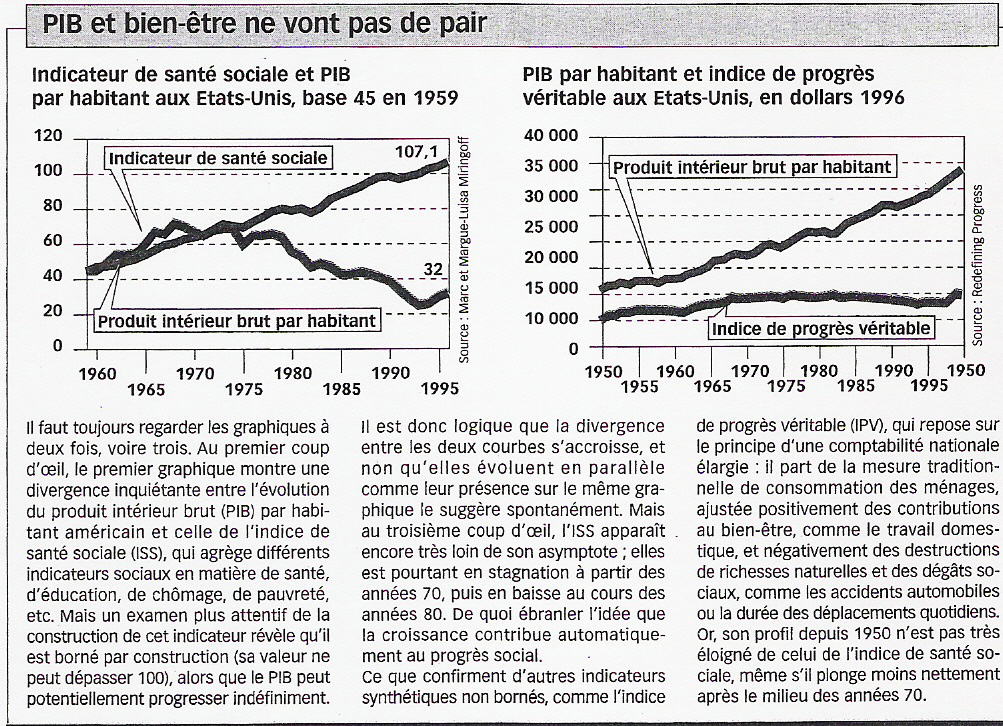 PIB et bien-être ne vont pas de pair
Indicateur de santé sociale et PIB
par habitant aux Etats-Unis, base 45 en 1959
120
100
80
60
40
20
0
Indicateur de santé sociale
107,1
32
Produit intérieur brut par habitant
1960
1965
1970
1975
1980
1985
1990
1995
Source : Marc et Margue-Luisa Miringoff
PIB par habitant et indice de progrès
véritable aux Etats-Unis, en dollars 1996
40 000
35 000
30 000
25 000
20 000
15 000
10 000
0
Produit intérieur brut par habitant
Indice de progrès véritable
1950
1955
1960
1965
1970
1975
1980
1985
1990
1995
1950
Source : Redefining Progress
Il faut toujours regarder les graphiques à
deux fois, voire trois. Au premier coup
d'œil, le premier graphique montre une
divergence inquiétante entre l'évolution
du produit intérieur brut (PIB) par habi-
tant américain et celle de l'indice de
santé sociale (ISS), qui agrège différents
indicateurs sociaux en matière de santé,
d'éducation, de chômage, de pauvreté,
etc. Mais un examen plus attentif de la
construction de cet indicateur révèle qu'il
est borné par construction (sa valeur ne
peut dépasser 100), alors que le PIB peut
potentiellement progresser indéfiniment.
Il est donc logique que la divergence
entre les deux courbes s'accroisse, et
non qu'elles évoluent en parallèle
comme leur présence sur le même gra-
phique le suggère spontanément. Mais
au troisième coup d'œil, l'ISS apparaît
encore très loin de son asymptote ; elles
est pourtant en stagnation à partir des
années 70, puis en baisse au cours des
années 80. De quoi ébranler l'idée que
la croissance contribue automatique-
ment au progrès social.
Ce que confirment d'autres indicateurs
synthétiques non bornés, comme l'indice
de progrès véritable (IPV), qui repose sur
le principe d'une comptabilité nationale
élargie : il part de la mesure tradition-
nelle de consommation des ménages,
ajustée positivement des contributions
au bien-être, comme le travail domes-
tique, et négativement des destructions
de richesses naturelles et des dégâts so-
ciaux, comme les accidents automobiles
ou la durée des déplacements quotidiens.
Or, son profil depuis 1950 n'est pas très
éloigné de celui de l'indice de santé so-
ciale, même s'il plonge moins nettement
après le milieu des années 70.